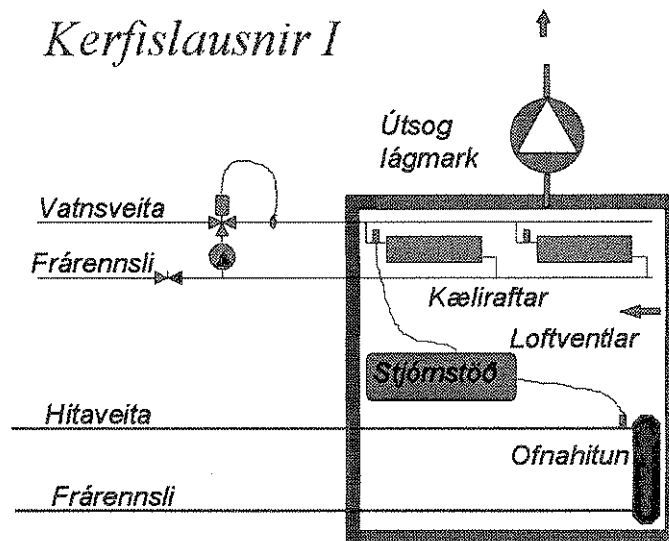 Kerfislausnir I
Útsog
lágmark
Vatnsveita
Frárennsli
Kæliraftar
Loftventlar
Stjórnstöð
Hitaveita
Ofnahitun
Frárennsli